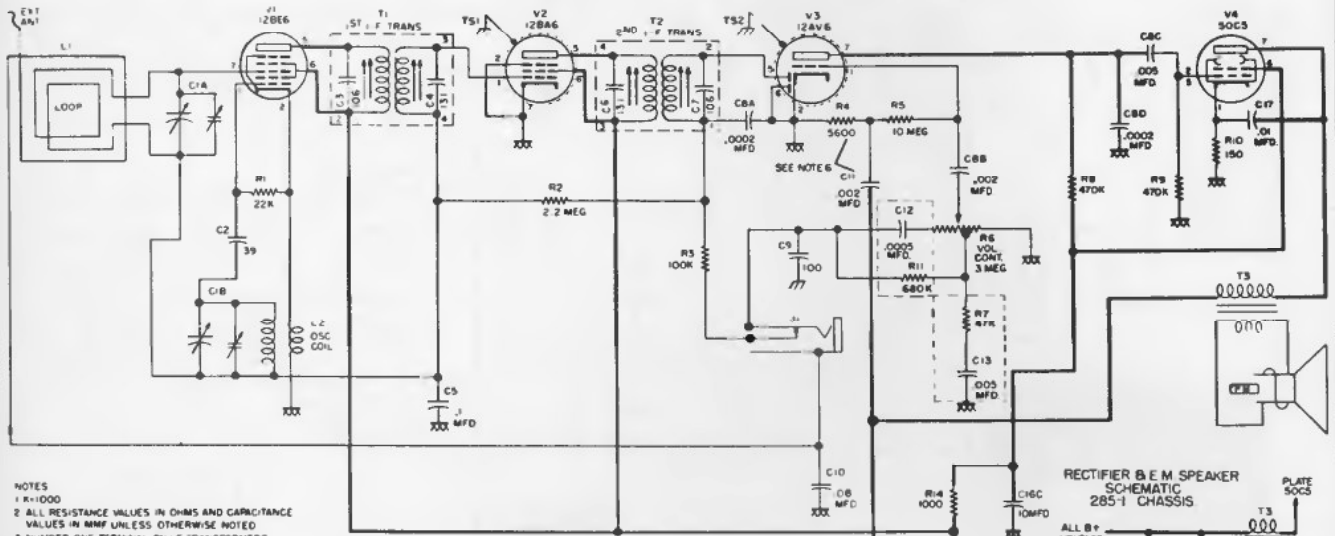 EXT
ANT
L1
LOOP
C1A
12BE6
R1
22K
C2
39
C1B
OSC
COIL
T1
1ST I-F TRANS
C3
106
C4
131
C5
.1
MFD
R2
2.2 MEG
TS1
V2
12BA6
T2
2ND I-F TRANS
C6
131
C7
106
R3
100K
C8A
.0002
MFD
TS2
V3
12AV6
SEE NOTE 6
R4
5600
C11
.002
MFD
R5
10 MEG
C8B
.002
MFD
C9
100
C12
.0005
MFD.
R11
680K
R6
VOL
CONT.
3 MEG
R7
47K
C13
.005
MFD
C10
.08
MFD
R14
1000
C16C
10MFD
R8
470K
C8C
.005
MFD
C8D
.0002
MFD
R9
470K
V4
50C5
R10
150
C17
.01
MFD.
T3
P M
NOTES
1 K=1000
2 ALL RESISTANCE VALUES IN OHMS AND CAPACITANCE
VALUES IN MMF UNLESS OTHERWISE NOTED
RECTIFIER & E M SPEAKER
SCHEMATIC
285-1 CHASSIS
PLATE
50C5
T3
ALL B+